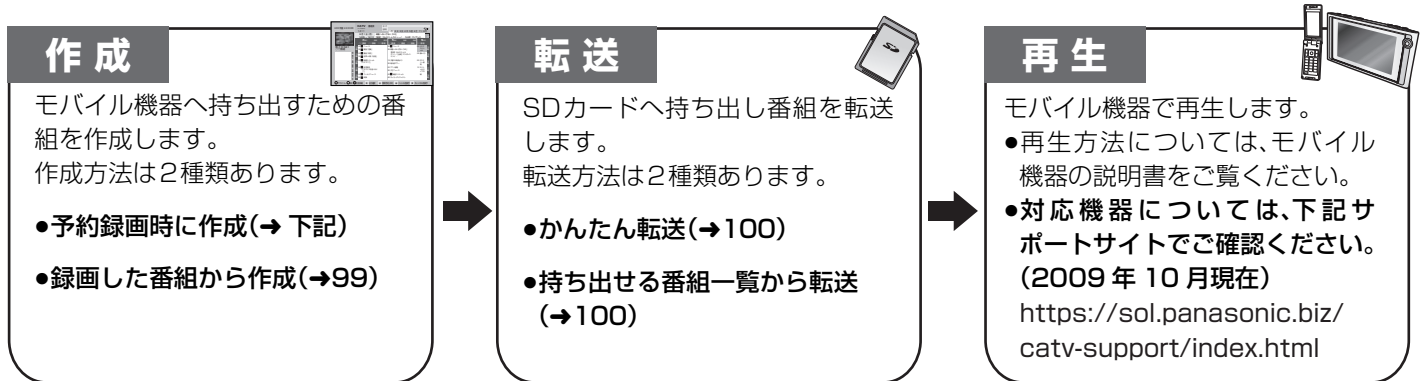 作成
モバイル機器へ持ち出すための番
組を作成します。
作成方法は2種類あります。
●予約録画時に作成(➜ 下記)
●録画した番組から作成(➜99)
転送
SDカードへ持ち出し番組を転送
します。
転送方法は2種類あります。
●かんたん転送(➜100)
●持ち出せる番組一覧から転送
(➜100)
再生
モバイル機器で再生します。
●再生方法については、モバイル
機器の説明書をご覧ください。
●対応機器については、下記サ
ポートサイトでご確認ください。
(2009 年 10 月現在)
https://sol.panasonic.biz/
catv-support/index.html